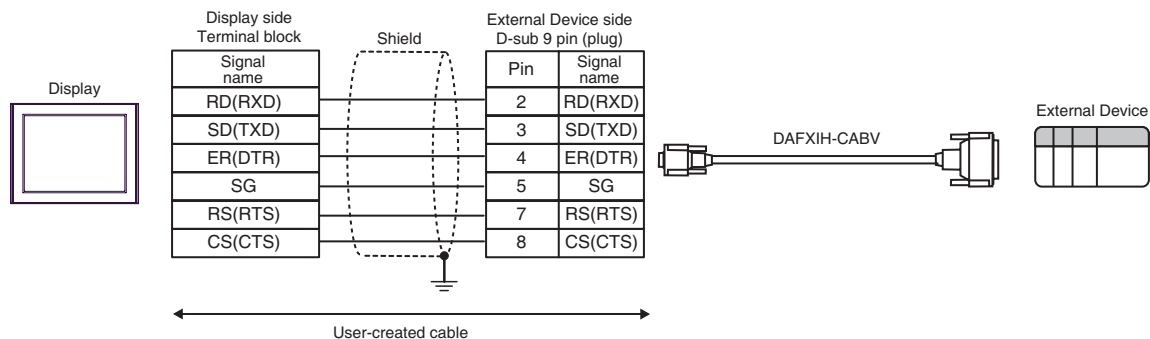 Display side
Terminal block
Shield
External Device side
D-sub 9 pin (plug)
Signal
name
Pin
Signal
name
Display
RD(RXD)
2
RD(RXD)
External Device
SD(TXD)
3
SD(TXD)
DAFXIH-CABV
ER(DTR)
4
ER(DTR)
SG
5
SG
RS(RTS)
7
RS(RTS)
CS(CTS)
8
CS(CTS)
User-created cable